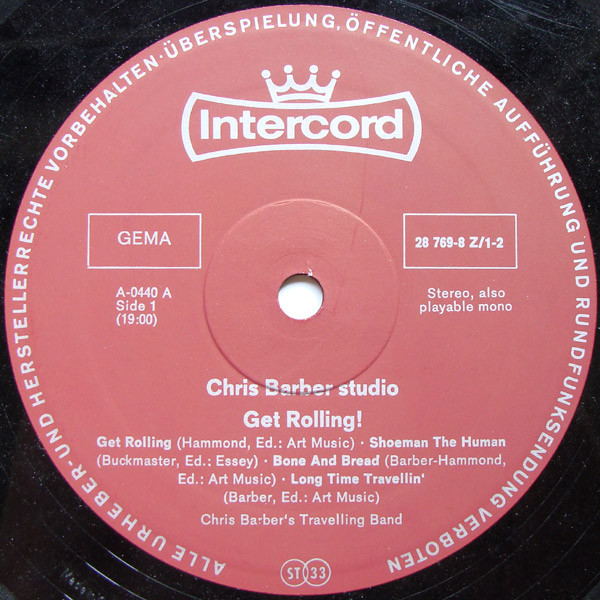 ALLE URHEBER- UND HERSTELLERRECHTE VORBEHALTEN · ÜBERSPIELUNG, ÖFFENTLICHE AUFFÜHRUNG UND RUNDFUNKSENDUNG VERBOTEN
Intercord
GEMA
28 769-8 Z/1-2
A-0440 A
Side 1
(19:00)
Stereo, also
playable mono
Chris Barber studio
Get Rolling!
Get Rolling (Hammond, Ed.: Art Music) · Shoeman The Human
(Buckmaster, Ed.: Essey) · Bone And Bread (Barber-Hammond,
Ed.: Art Music) · Long Time Travellin'
(Barber, Ed.: Art Music)
Chris Barber's Travelling Band
ST 33